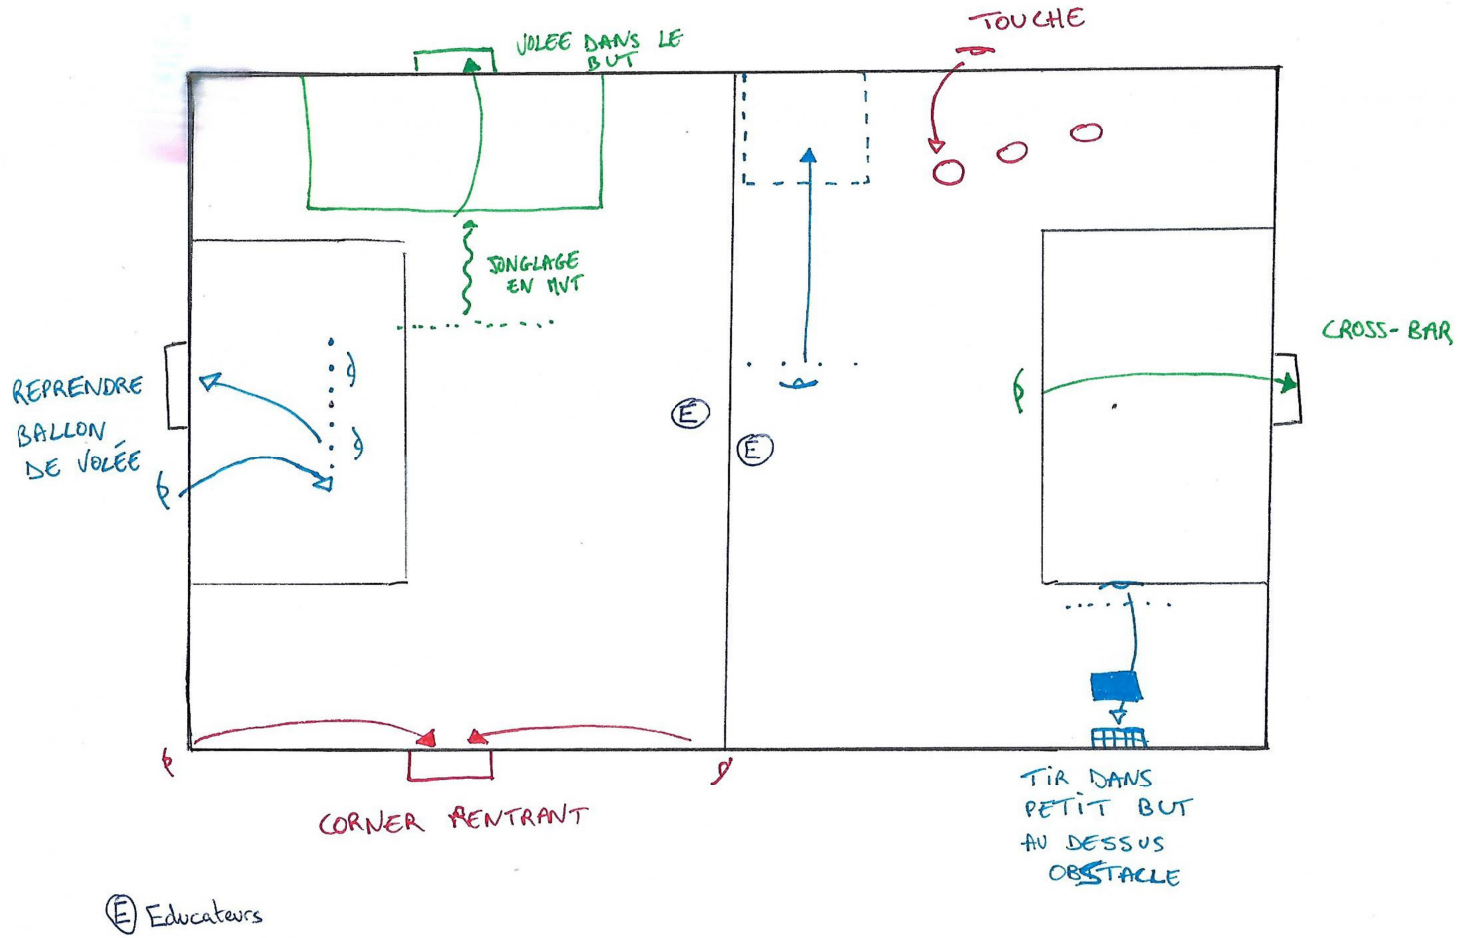 TOUCHE
VOLEE DANS LE
BUT
JONGLAGE
EN MVT
CROSS-BAR
REPRENDRE
BALLON
DE VOLÉE
E
E
TIR DANS
PETIT BUT
AU DESSUS
OBSTACLE
CORNER RENTRANT
E Educateurs